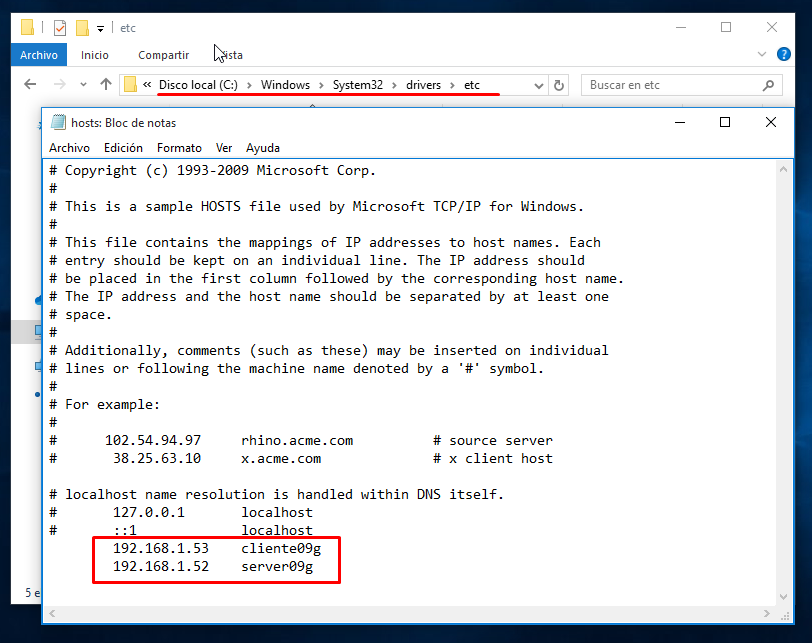 etc
Archivo Inicio Compartir Vista
« Disco local (C:) > Windows > System32 > drivers > etc Buscar en etc
hosts: Bloc de notas
Archivo Edición Formato Ver Ayuda
# Copyright (c) 1993-2009 Microsoft Corp.
#
# This is a sample HOSTS file used by Microsoft TCP/IP for Windows.
#
# This file contains the mappings of IP addresses to host names. Each
# entry should be kept on an individual line. The IP address should
# be placed in the first column followed by the corresponding host name.
# The IP address and the host name should be separated by at least one
# space.
#
# Additionally, comments (such as these) may be inserted on individual
# lines or following the machine name denoted by a '#' symbol.
#
# For example:
#
#      102.54.94.97     rhino.acme.com          # source server
#       38.25.63.10     x.acme.com              # x client host

# localhost name resolution is handled within DNS itself.
#       127.0.0.1       localhost
#       ::1             localhost
        192.168.1.53    cliente09g
        192.168.1.52    server09g
5 e